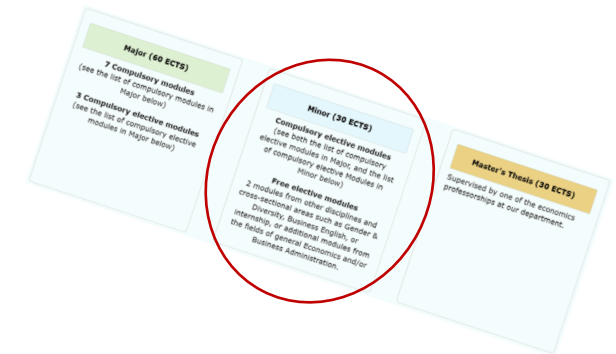 Major (60 ECTS)
7 Compulsory modules
(see the list of compulsory modules in
Major below)
3 Compulsory elective modules
(see the list of compulsory elective
modules in Major below)
Minor (30 ECTS)
Compulsory elective modules
(see both the list of compulsory
elective modules in Major, and the list
of compulsory elective Modules in
Minor below)
Free elective modules
2 modules from other disciplines and
cross-sectional areas such as Gender &
Diversity, Business English, or
internship, or additional modules from
the fields of general Economics and/or
Business Administration.
Master's Thesis (30 ECTS)
Supervised by one of the economics
professorships at our department.